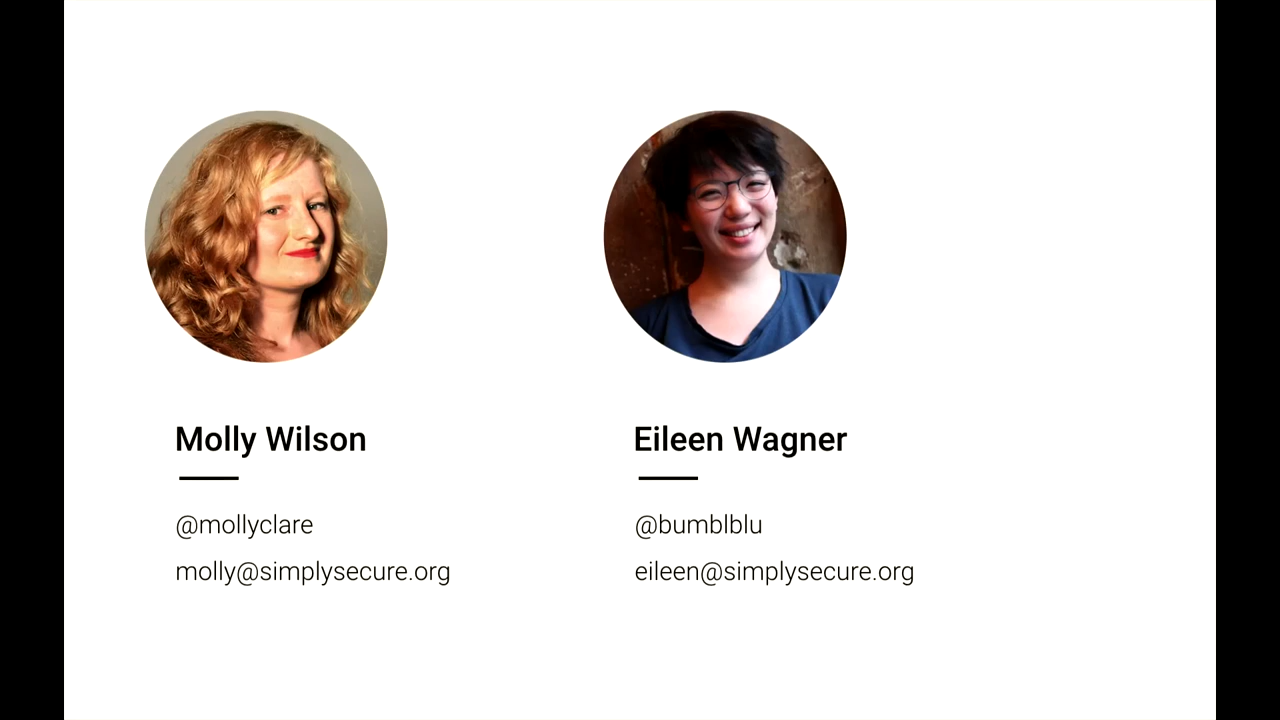 Molly Wilson
@mollyclare
molly@simplysecure.org
Eileen Wagner
@bumblblu
eileen@simplysecure.org